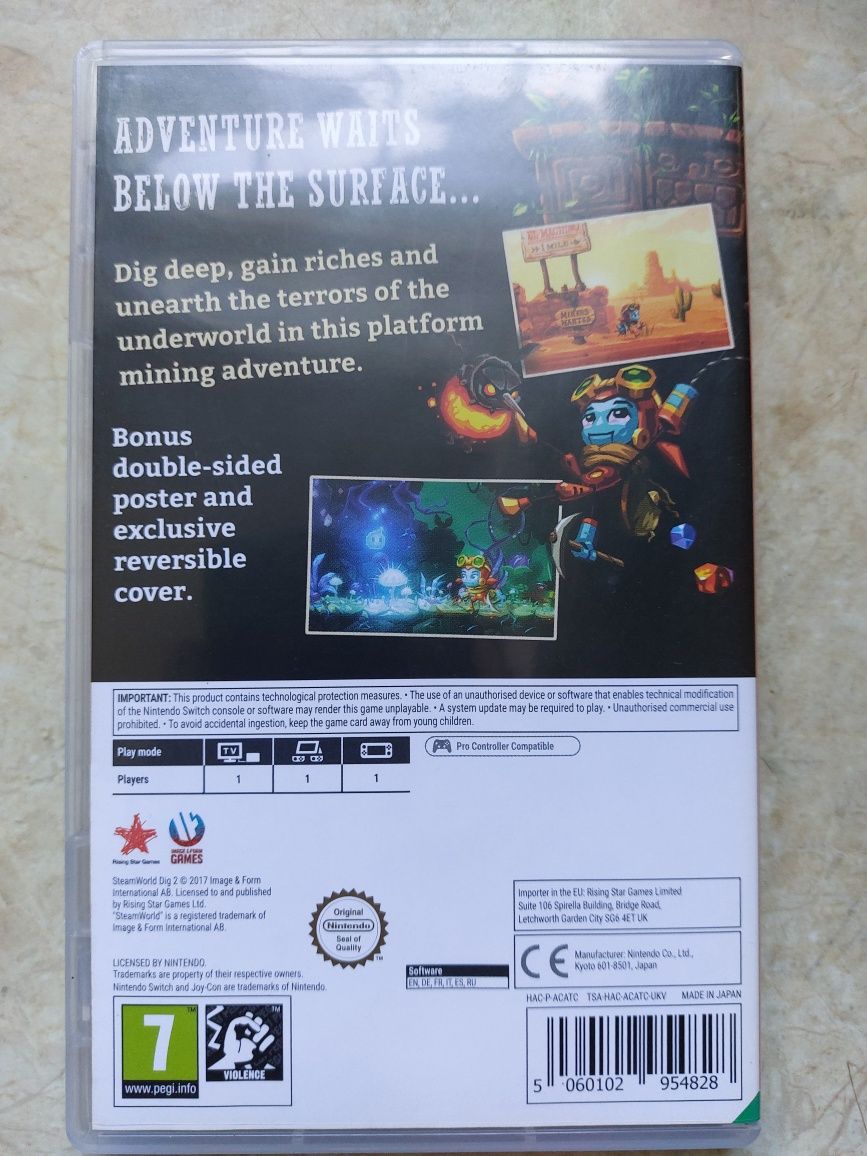 ADVENTURE WAITS
BELOW THE SURFACE...
Dig deep, gain riches and
unearth the terrors of the
underworld in this platform
mining adventure.
1 MILE
MINERS
WANTED
Bonus
double-sided
poster and
exclusive
reversible
cover.
IMPORTANT: This product contains technological protection measures. • The use of an unauthorised device or software that enables technical modification
of the Nintendo Switch console or software may render this game unplayable. • A system update may be required to play. • Unauthorised commercial use
prohibited. • To avoid accidental ingestion, keep the game card away from young children.
Play mode TV
Players 1 1 1
Pro Controller Compatible
Rising Star Games
IMAGE & FORM
GAMES
SteamWorld Dig 2 © 2017 Image & Form
International AB. Licensed to and published
by Rising Star Games Ltd.
"SteamWorld" is a registered trademark of
Image & Form International AB.
LICENSED BY NINTENDO.
Trademarks are property of their respective owners.
Nintendo Switch and Joy-Con are trademarks of Nintendo.
Original
Nintendo
Seal of
Quality
TM
Software
EN, DE, FR, IT, ES, RU
Importer in the EU: Rising Star Games Limited
Suite 106 Spirella Building, Bridge Road,
Letchworth Garden City SG6 4ET UK
CE
Manufacturer: Nintendo Co., Ltd.,
Kyoto 601-8501, Japan
HAC-P-ACATC TSA-HAC-ACATC-UKV MADE IN JAPAN
7 TM
www.pegi.info
TM
VIOLENCE
5 060102 954828